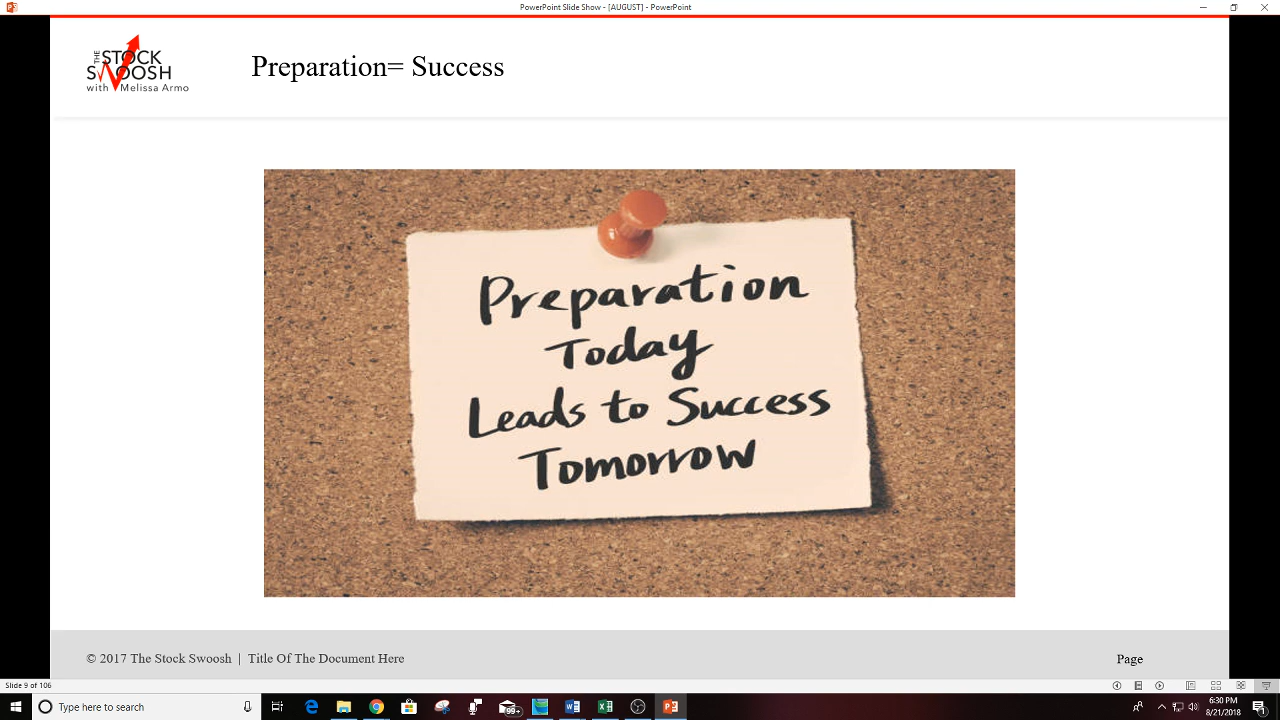 PowerPoint Slide Show - [AUGUST] - PowerPoint
THE
STOCK
SWOOSH
with Melissa Armo
Preparation= Success
Preparation
Today
Leads to Success
Tomorrow
© 2017 The Stock Swoosh | Title Of The Document Here
Page
Slide 9 of 106
Type here to search
99+
6:30 PM
8/21/2018
1